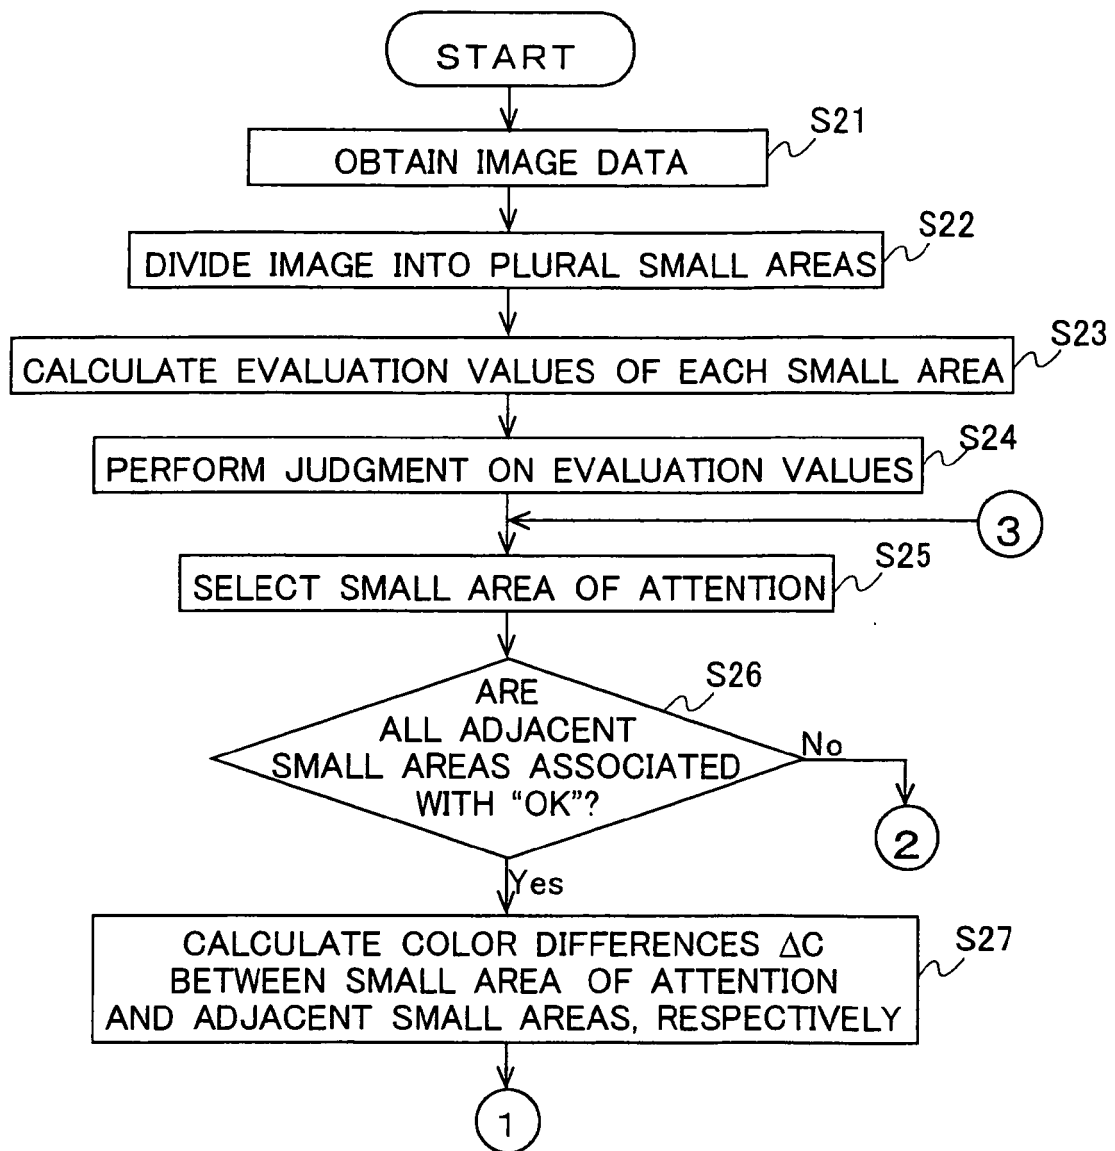 START
S21
OBTAIN IMAGE DATA
S22
DIVIDE IMAGE INTO PLURAL SMALL AREAS
S23
CALCULATE EVALUATION VALUES OF EACH SMALL AREA
S24
PERFORM JUDGMENT ON EVALUATION VALUES
3
S25
SELECT SMALL AREA OF ATTENTION
S26
ARE
ALL ADJACENT
SMALL AREAS ASSOCIATED
WITH “OK”?
No
2
Yes
S27
CALCULATE COLOR DIFFERENCES ΔC
BETWEEN SMALL AREA OF ATTENTION
AND ADJACENT SMALL AREAS, RESPECTIVELY
1